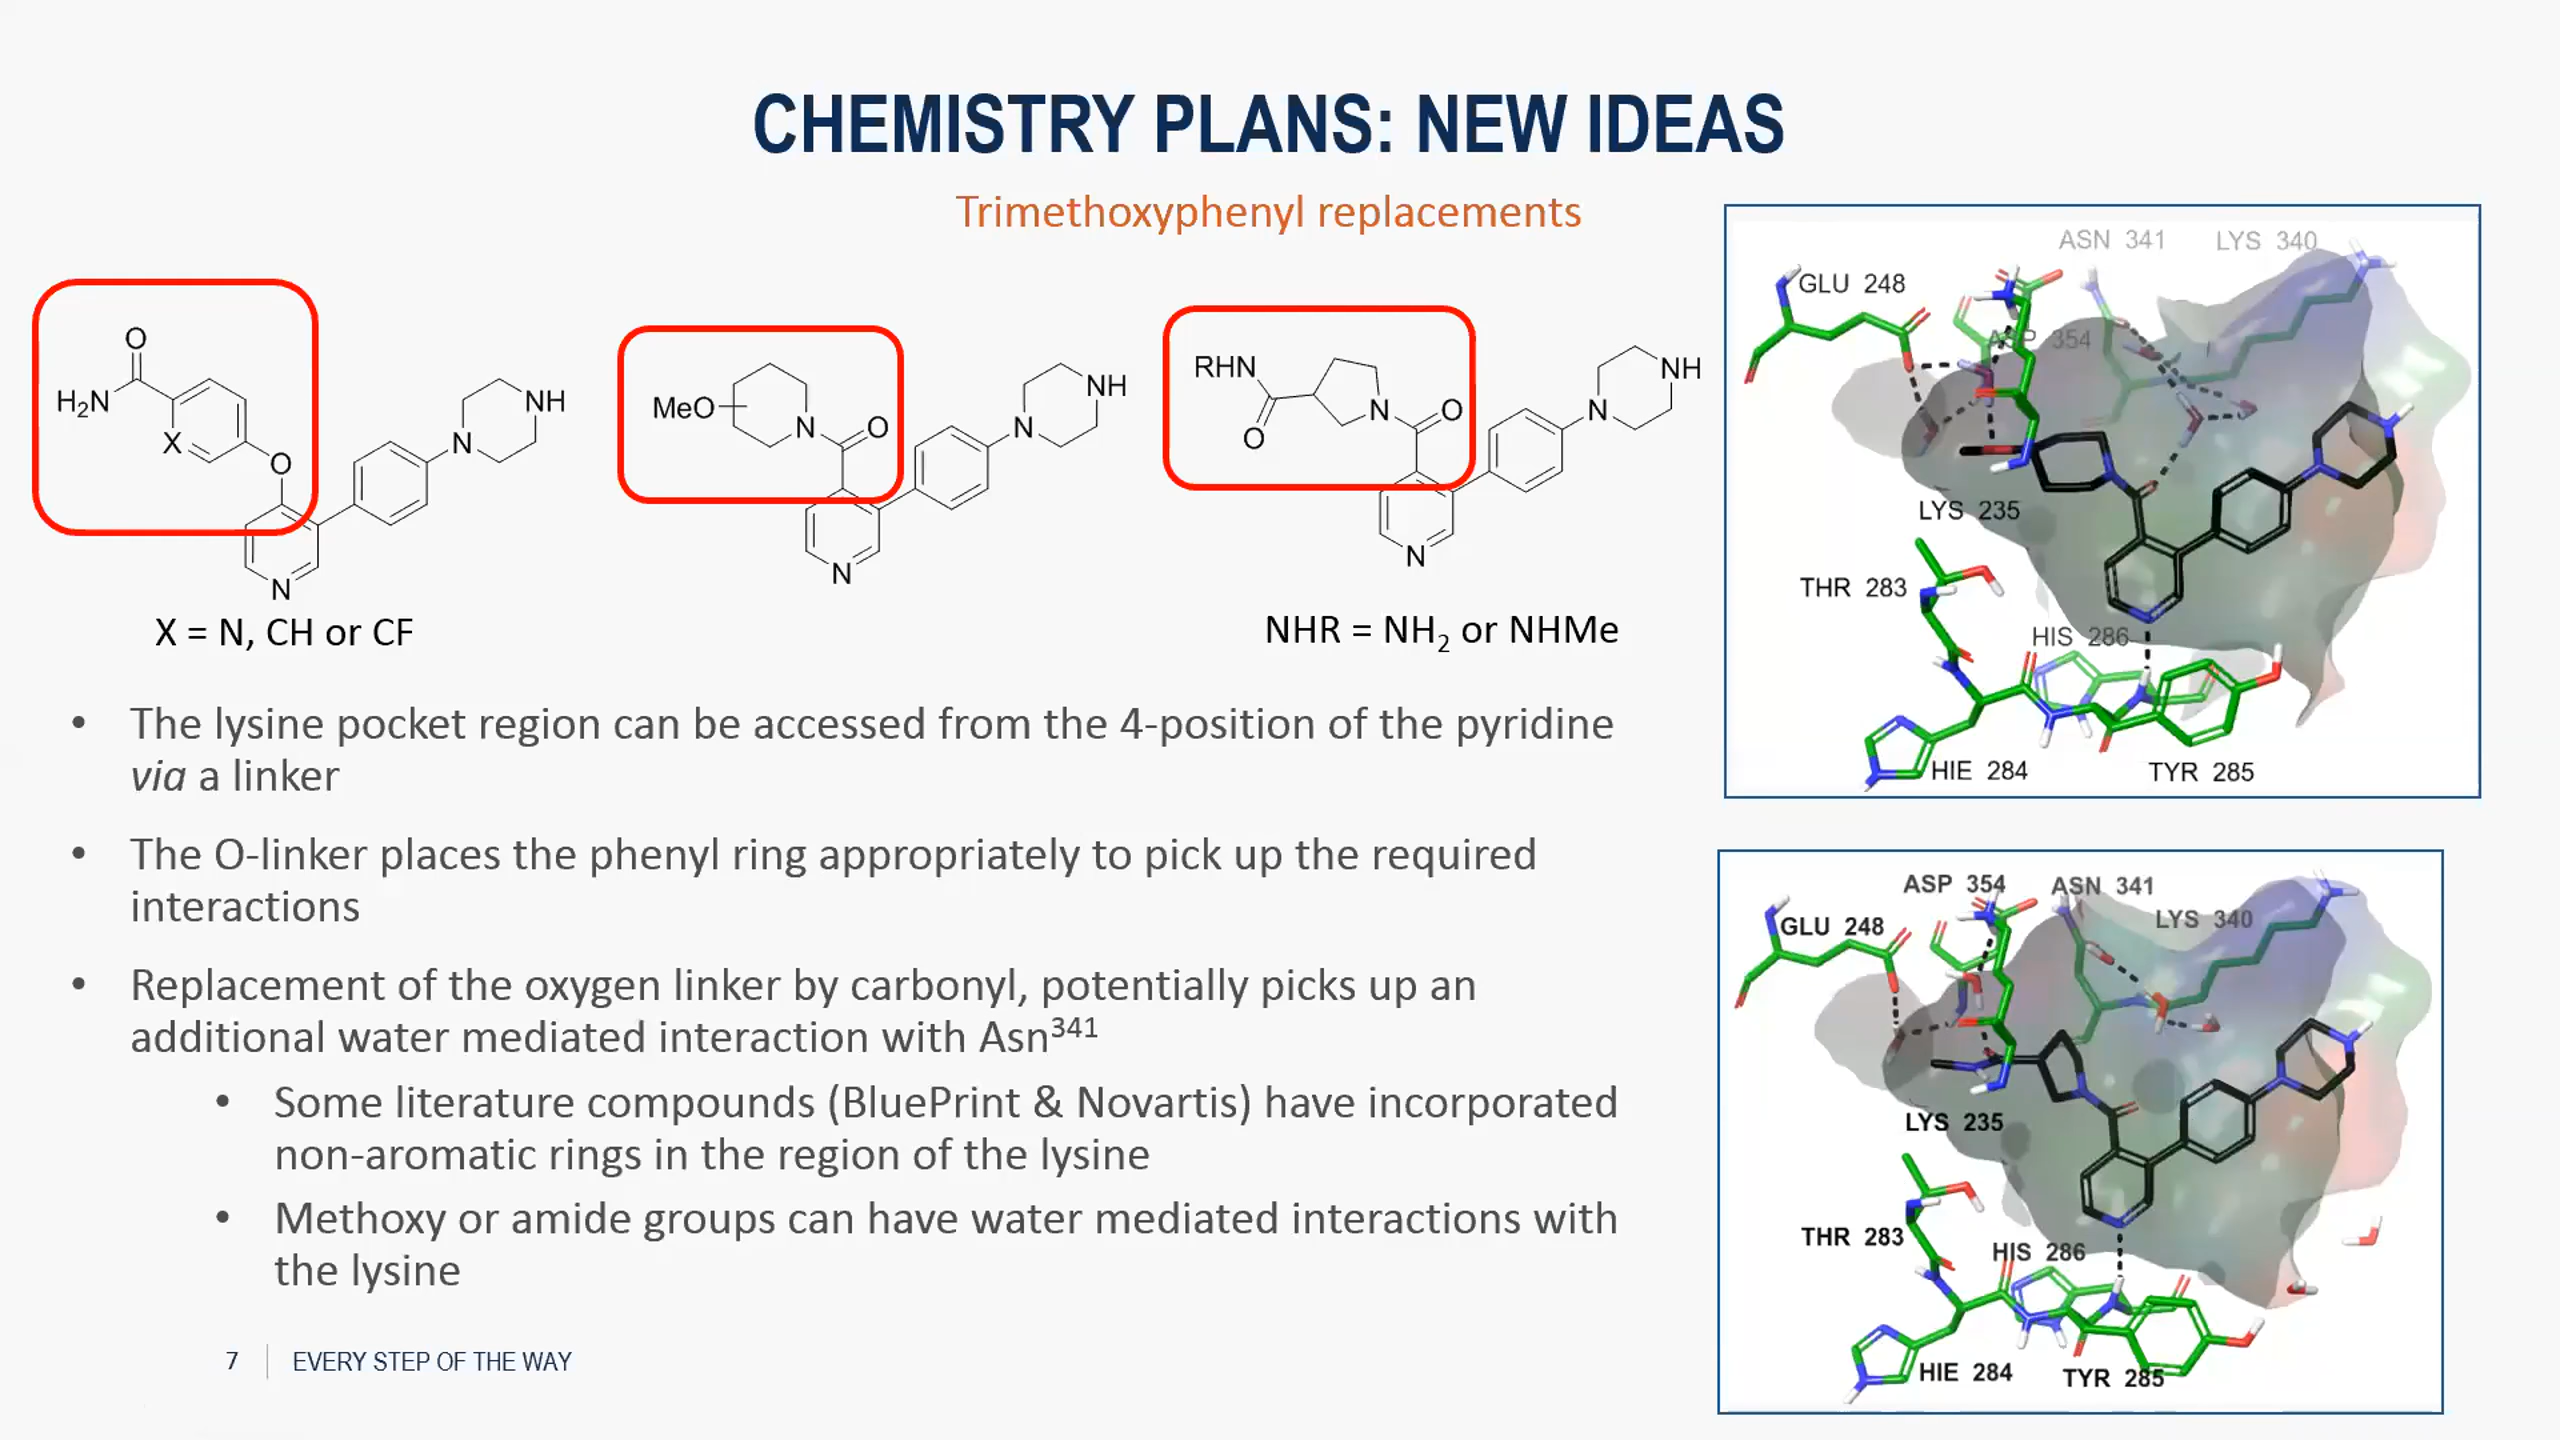 CHEMISTRY PLANS: NEW IDEAS
Trimethoxyphenyl replacements
O
H₂N
X
O
N
N
NH
X = N, CH or CF
MeO
N
O
N
N
NH
RHN
O
N
O
N
N
NH
NHR = NH₂ or NHMe
• The lysine pocket region can be accessed from the 4-position of the pyridine
via a linker
• The O-linker places the phenyl ring appropriately to pick up the required
interactions
• Replacement of the oxygen linker by carbonyl, potentially picks up an
additional water mediated interaction with Asn³⁴¹
• Some literature compounds (BluePrint & Novartis) have incorporated
non-aromatic rings in the region of the lysine
• Methoxy or amide groups can have water mediated interactions with
the lysine
ASN 341
LYS 340
GLU 248
ASP 354
LYS 235
THR 283
HIS 286
HIE 284
TYR 285
ASP 354
ASN 341
GLU 248
LYS 340
LYS 235
THR 283
HIS 286
HIE 284
TYR 285
7
EVERY STEP OF THE WAY